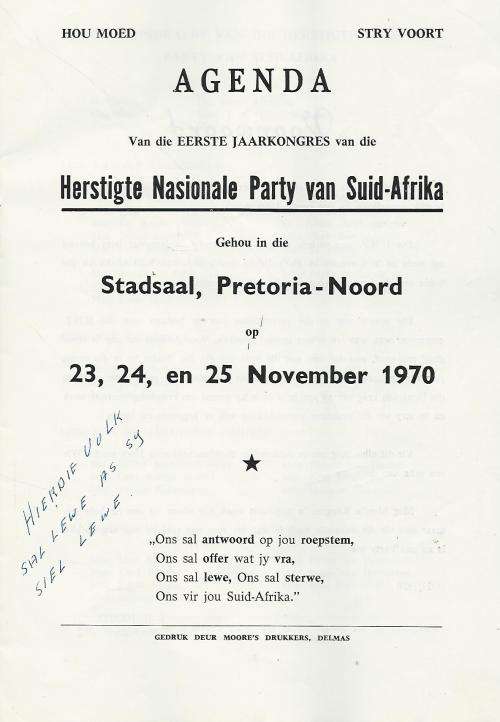 HOU MOED STRY VOORT
AGENDA
Van die EERSTE JAARKONGRES van die
Herstigte Nasionale Party van Suid-Afrika
Gehou in die
Stadsaal, Pretoria-Noord
op
23, 24, en 25 November 1970
HIERDIE VOLK
SAL LEWE AS SY
SIEL LEWE.
„Ons sal antwoord op jou roepstem,
Ons sal offer wat jy vra,
Ons sal lewe, Ons sal sterwe,
Ons vir jou Suid-Afrika.”
GEDRUK DEUR MOORE'S DRUKKERS, DELMAS